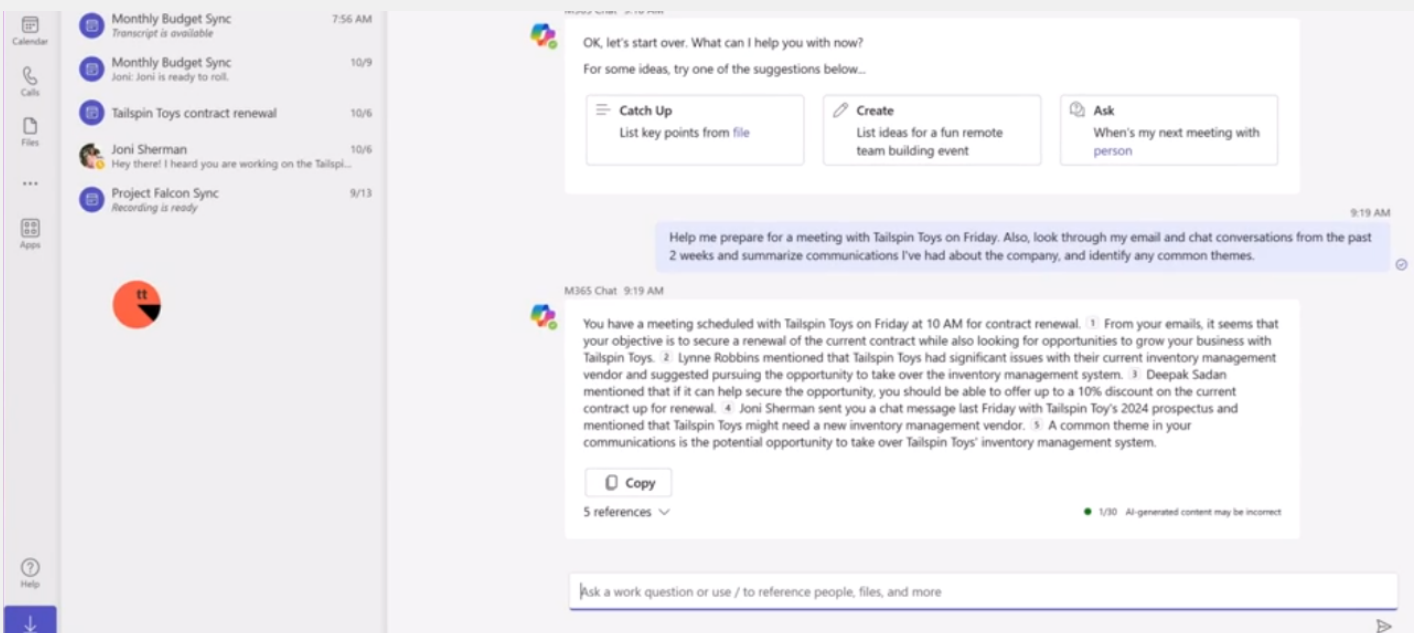 Calendar
Calls
Files
Apps
Help
Monthly Budget Sync 7:56 AM
Transcript is available
Monthly Budget Sync 10/9
Joni: Joni is ready to roll.
Tailspin Toys contract renewal 10/6
Joni Sherman 10/6
Hey there! I heard you are working on the Tailspi...
Project Falcon Sync 9/13
Recording is ready
tt
M365 Chat 9:18 AM
OK, let's start over. What can I help you with now?
For some ideas, try one of the suggestions below...
Catch Up
List key points from file
Create
List ideas for a fun remote
team building event
Ask
When's my next meeting with
person
9:19 AM
Help me prepare for a meeting with Tailspin Toys on Friday. Also, look through my email and chat conversations from the past
2 weeks and summarize communications I've had about the company, and identify any common themes.
M365 Chat 9:19 AM
You have a meeting scheduled with Tailspin Toys on Friday at 10 AM for contract renewal. 1 From your emails, it seems that
your objective is to secure a renewal of the current contract while also looking for opportunities to grow your business with
Tailspin Toys. 2 Lynne Robbins mentioned that Tailspin Toys had significant issues with their current inventory management
vendor and suggested pursuing the opportunity to take over the inventory management system. 3 Deepak Sadan
mentioned that if it can help secure the opportunity, you should be able to offer up to a 10% discount on the current
contract up for renewal. 4 Joni Sherman sent you a chat message last Friday with Tailspin Toy's 2024 prospectus and
mentioned that Tailspin Toys might need a new inventory management vendor. 5 A common theme in your
communications is the potential opportunity to take over Tailspin Toys' inventory management system.
Copy
5 references
1/30 AI-generated content may be incorrect
Ask a work question or use / to reference people, files, and more